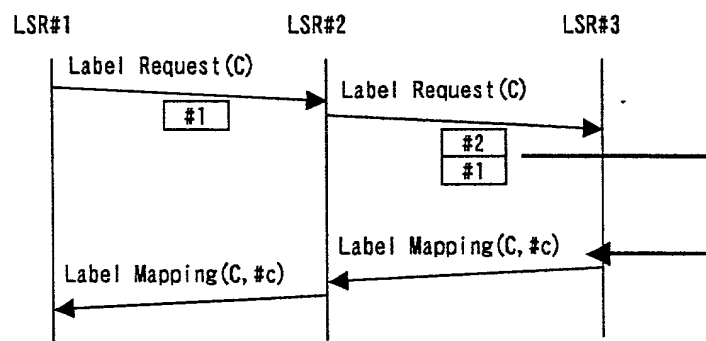 LSR#1 LSR#2 LSR#3
Label Request(C)
Label Request(C)
#1
#2
#1
Label Mapping(C,#c)
Label Mapping(C,#c)